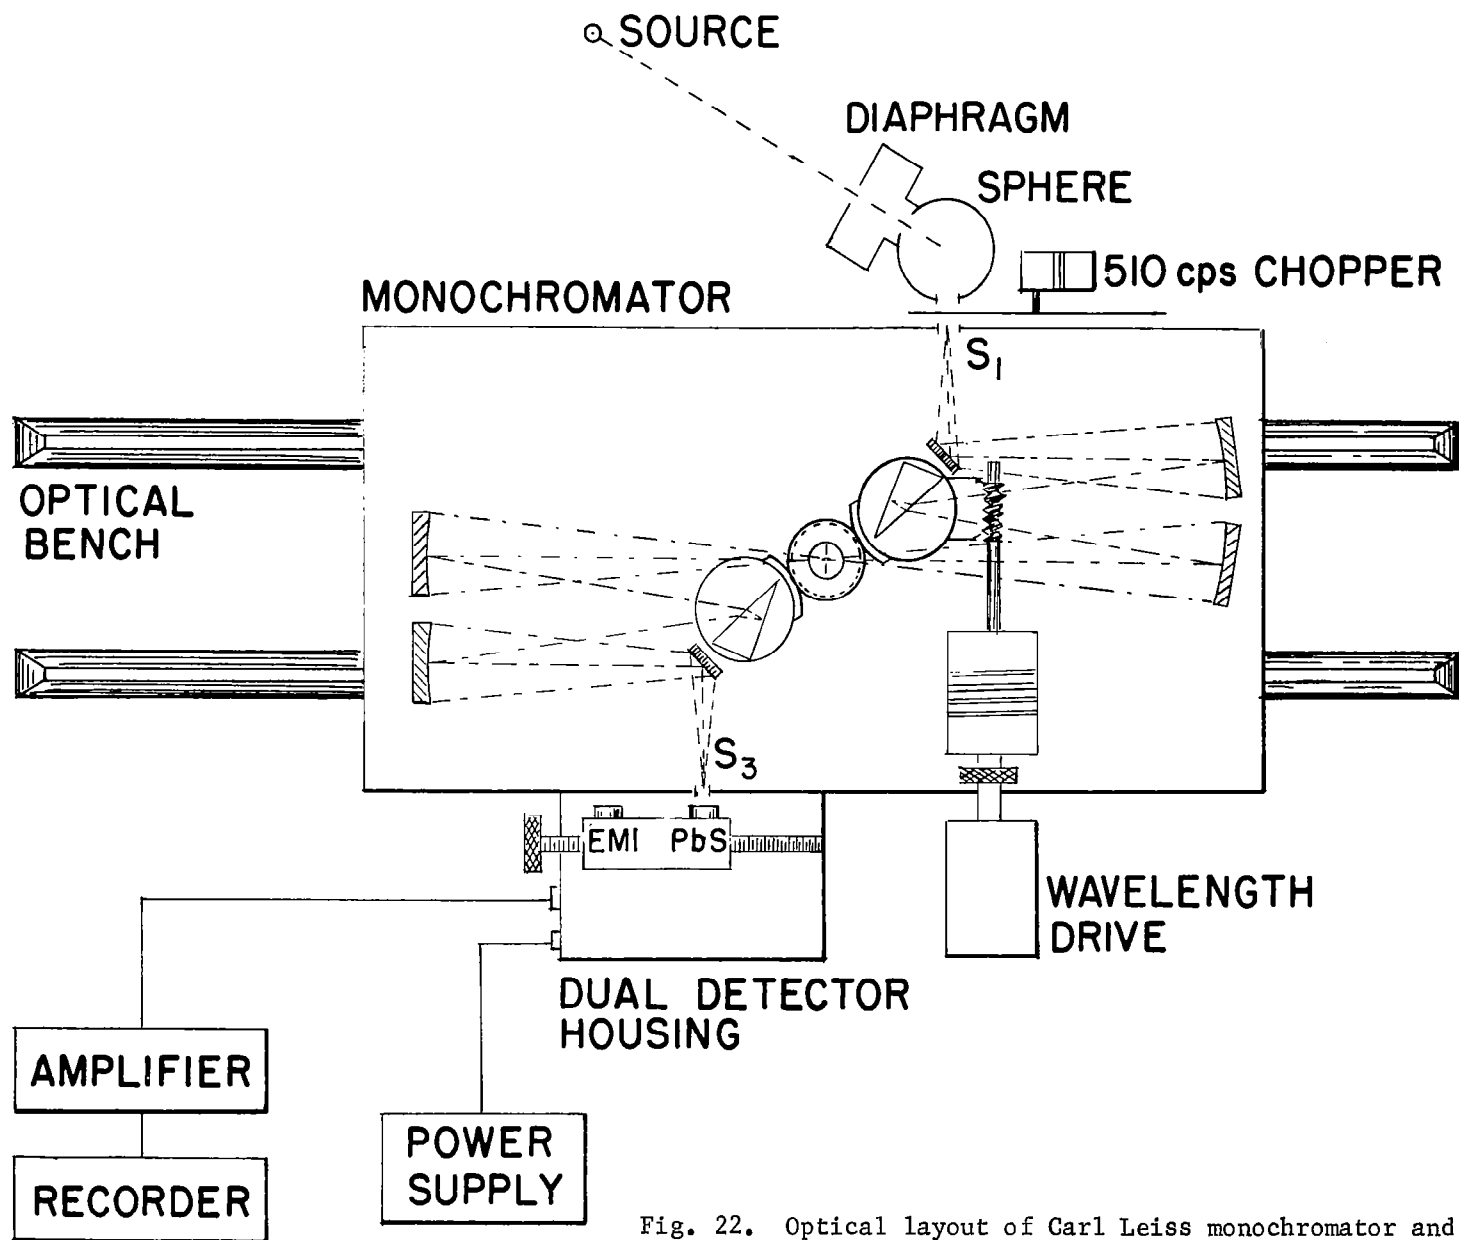 SOURCE
DIAPHRAGM
SPHERE
510 cps CHOPPER
MONOCHROMATOR
S1
OPTICAL
BENCH
S3
EMI PbS
WAVELENGTH
DRIVE
DUAL DETECTOR
HOUSING
AMPLIFIER
POWER
SUPPLY
RECORDER
Fig. 22. Optical layout of Carl Leiss monochromator and